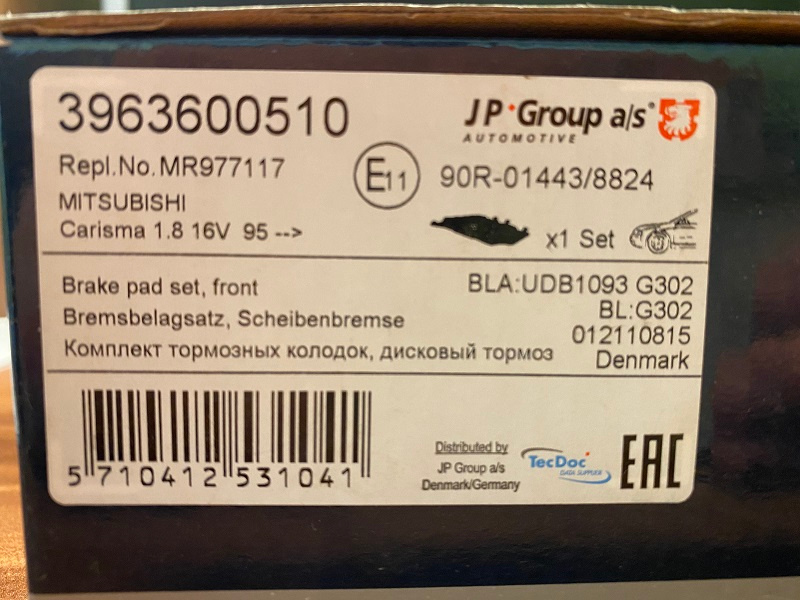 3963600510
JP Group a/s®
AUTOMOTIVE
Repl.No.MR977117
E11
90R-01443/8824
MITSUBISHI
Carisma 1.8 16V 95 -->
x1 Set
Brake pad set, front
BLA:UDB1093 G302
Bremsbelagsatz, Scheibenbremse
BL:G302
012110815
Комплект тормозных колодок, дисковый тормоз
Denmark
5 710412 531041
Distributed by
JP Group a/s
Denmark/Germany
TecDoc
DATA SUPPLIER
EAC